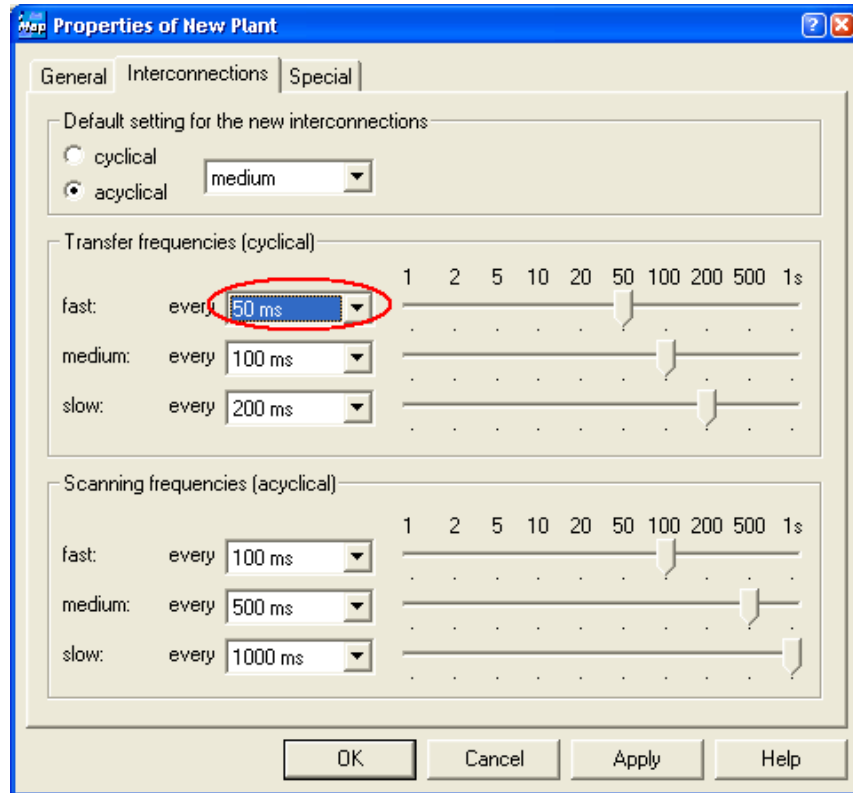 iMap Properties of New Plant
General Interconnections Special
Default setting for the new interconnections
cyclical
acyclical
medium
Transfer frequencies (cyclical)
1 2 5 10 20 50 100 200 500 1s
fast: every 50 ms
medium: every 100 ms
slow: every 200 ms
Scanning frequencies (acyclical)
1 2 5 10 20 50 100 200 500 1s
fast: every 100 ms
medium: every 500 ms
slow: every 1000 ms
OK Cancel Apply Help